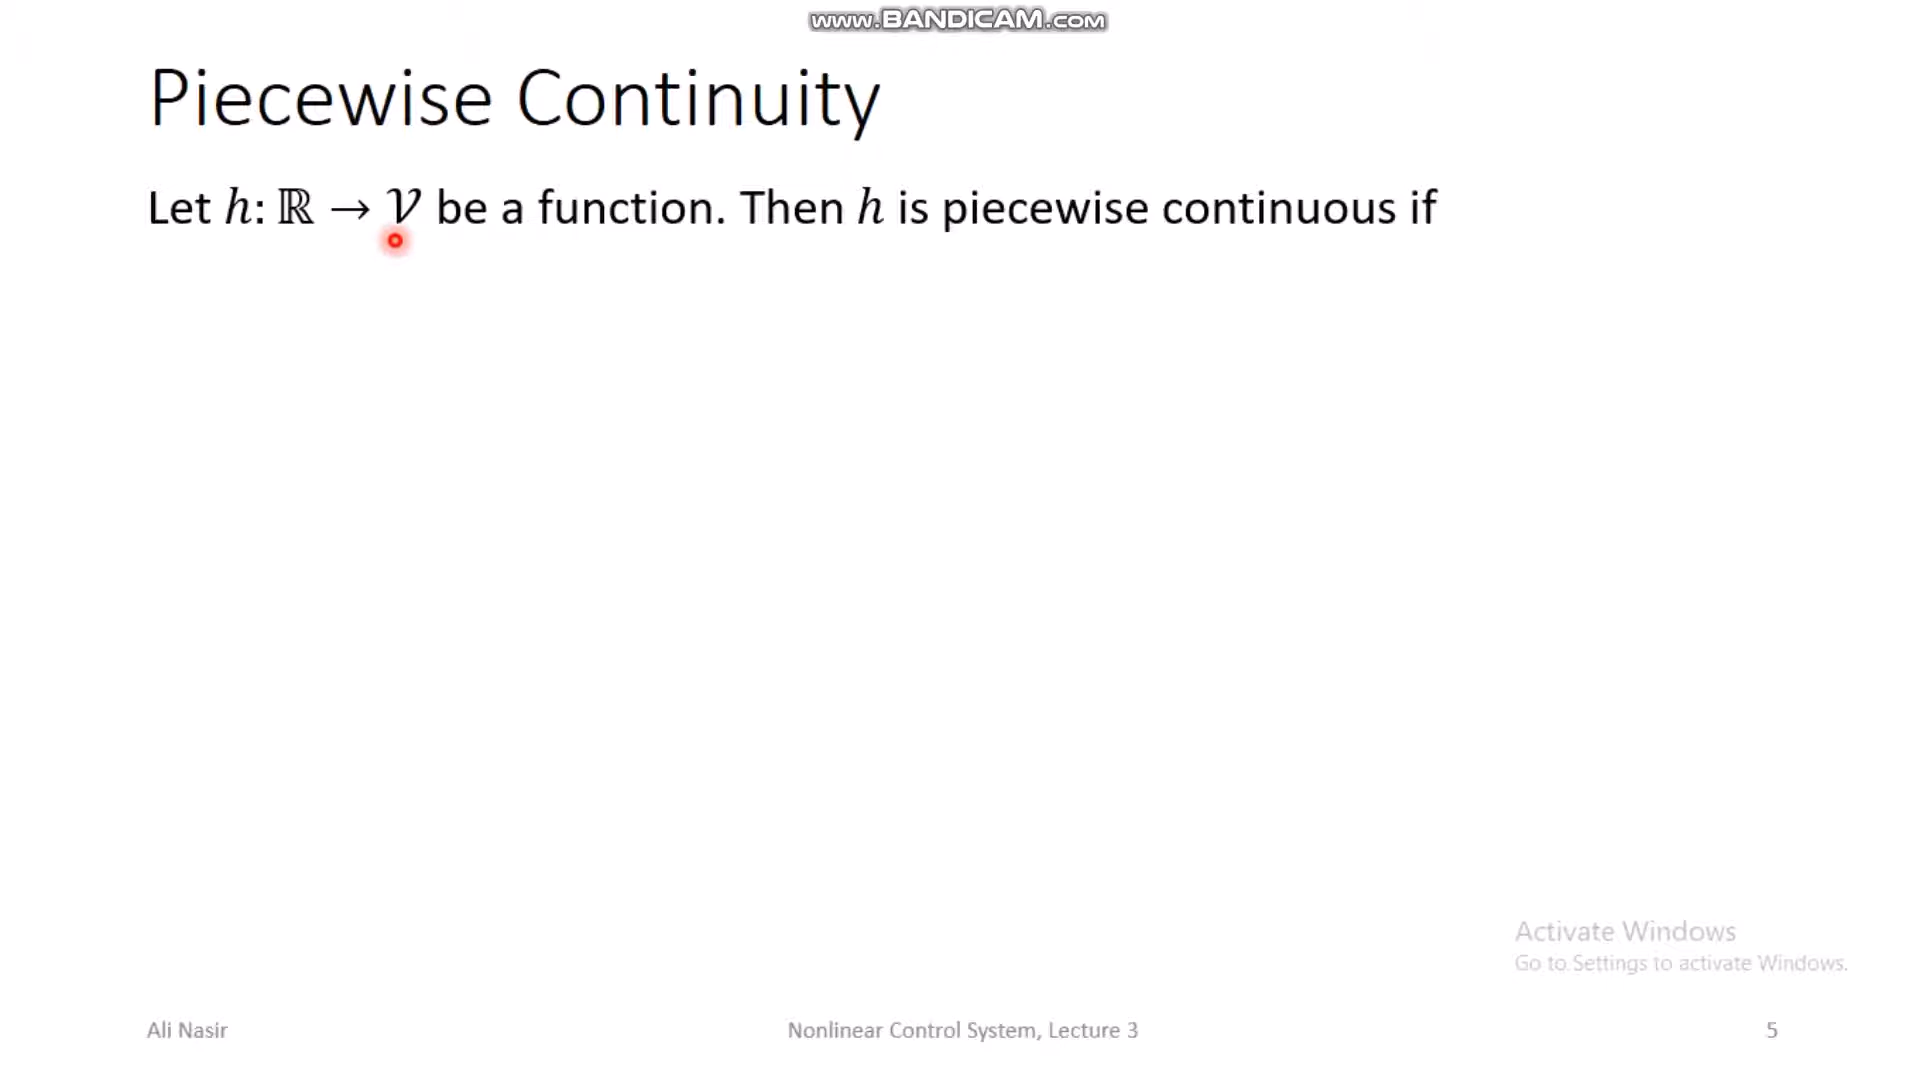 www.BANDICAM.com
Piecewise Continuity
Let ℎ: ℝ → 𝒱 be a function. Then ℎ is piecewise continuous if
Activate Windows
Go to Settings to activate Windows.
Ali Nasir
Nonlinear Control System, Lecture 3
5